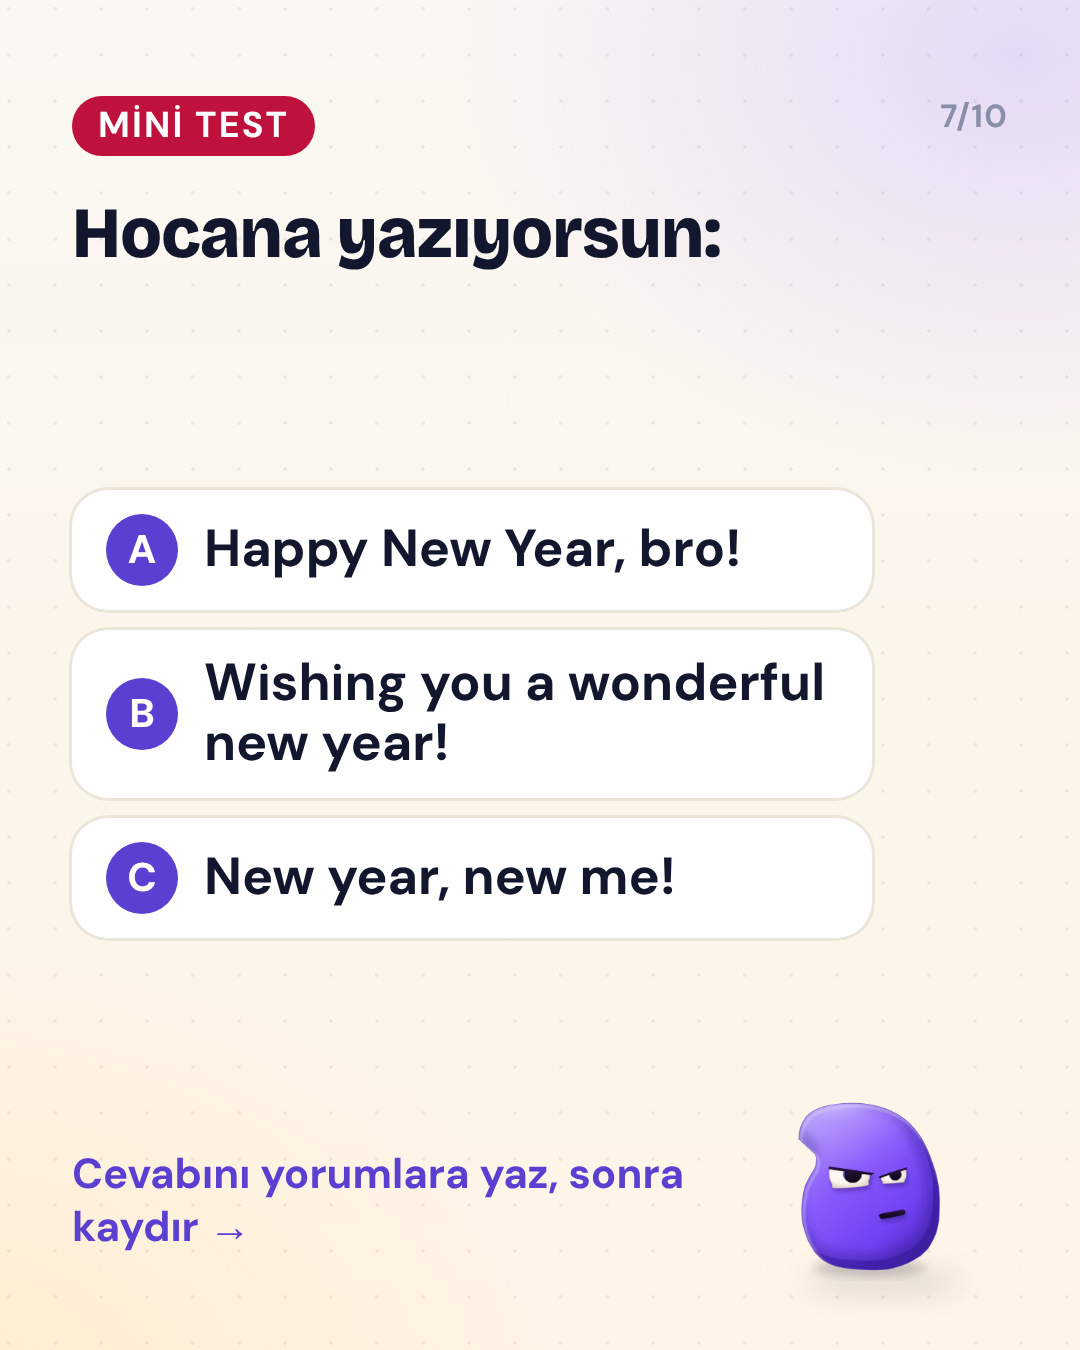 MİNİ TEST
7/10
Hocana yazıyorsun:
A Happy New Year, bro!
B Wishing you a wonderful
new year!
C New year, new me!
Cevabını yorumlara yaz, sonra
kaydır →